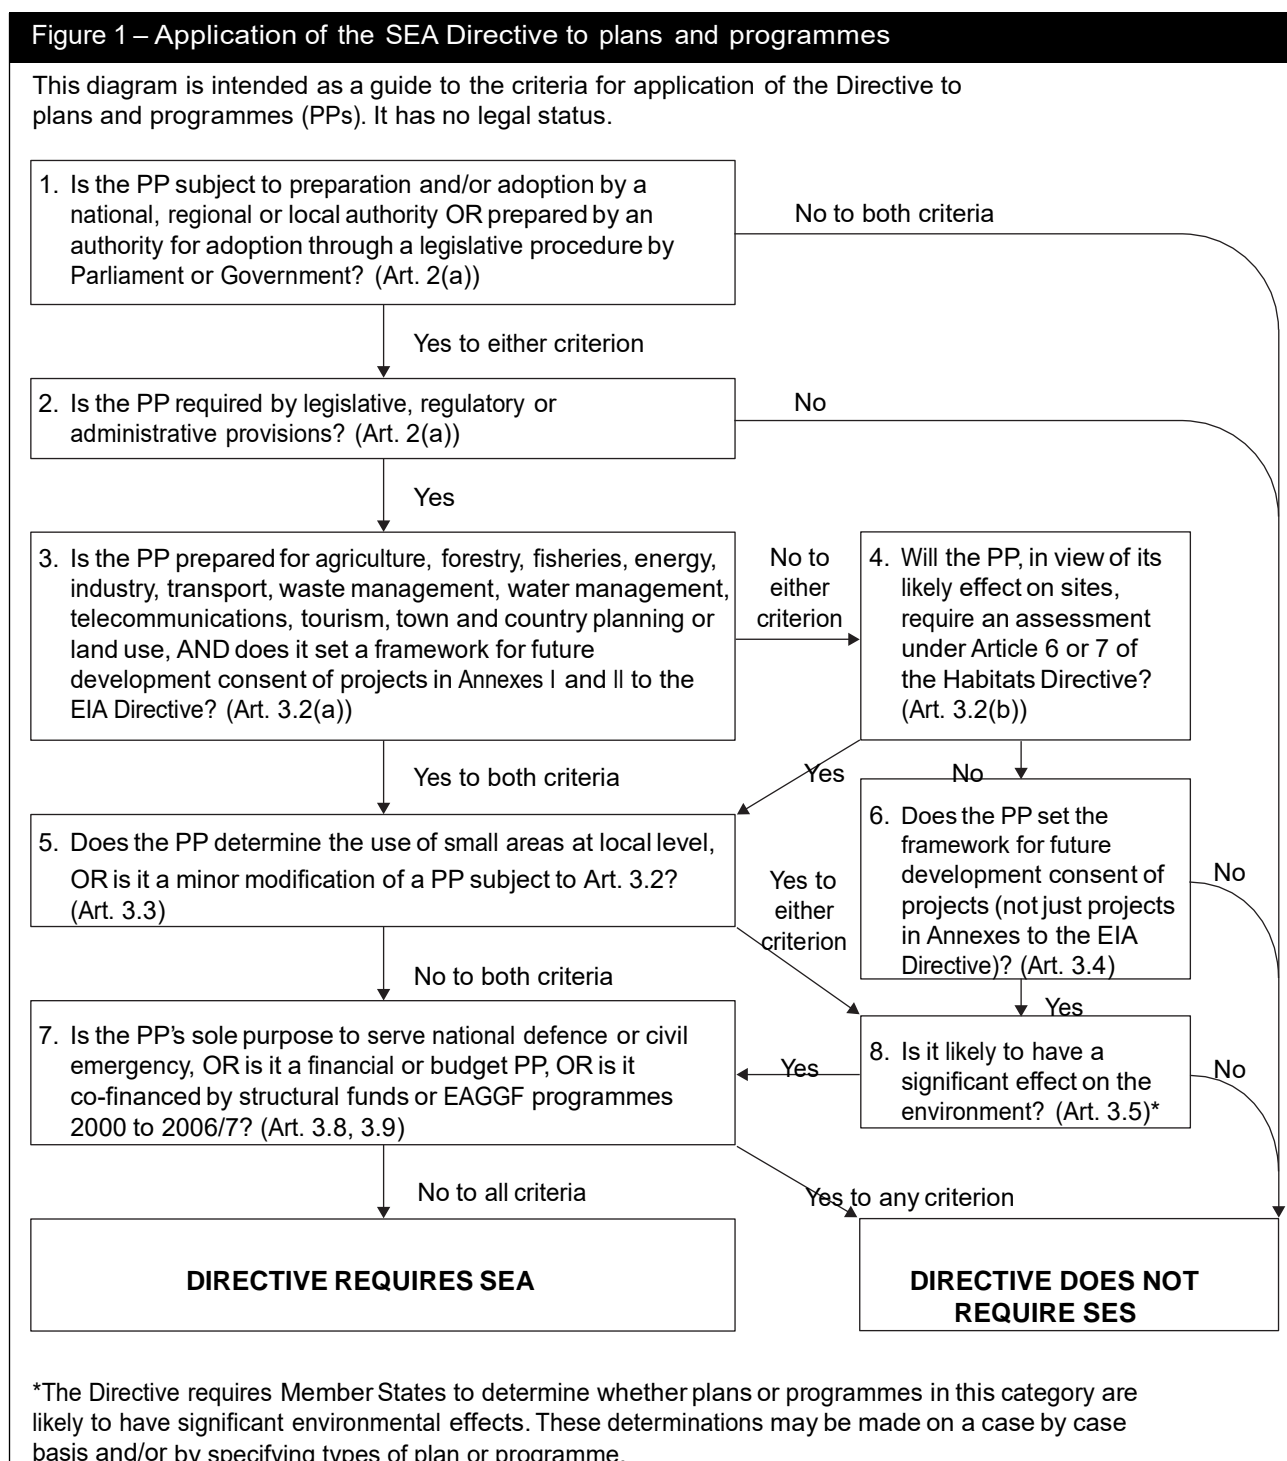 Figure 1 – Application of the SEA Directive to plans and programmes
This diagram is intended as a guide to the criteria for application of the Directive to
plans and programmes (PPs). It has no legal status.
1. Is the PP subject to preparation and/or adoption by a
national, regional or local authority OR prepared by an
authority for adoption through a legislative procedure by
Parliament or Government? (Art. 2(a))
No to both criteria
Yes to either criterion
2. Is the PP required by legislative, regulatory or
administrative provisions? (Art. 2(a))
No
Yes
3. Is the PP prepared for agriculture, forestry, fisheries, energy,
industry, transport, waste management, water management,
telecommunications, tourism, town and country planning or
land use, AND does it set a framework for future
development consent of projects in Annexes I and II to the
EIA Directive? (Art. 3.2(a))
No to
either
criterion
4. Will the PP, in view of its
likely effect on sites,
require an assessment
under Article 6 or 7 of
the Habitats Directive?
(Art. 3.2(b))
Yes to both criteria
Yes
No
5. Does the PP determine the use of small areas at local level,
OR is it a minor modification of a PP subject to Art. 3.2?
(Art. 3.3)
Yes to
either
criterion
6. Does the PP set the
framework for future
development consent of
projects (not just projects
in Annexes to the EIA
Directive)? (Art. 3.4)
No
No to both criteria
Yes
7. Is the PP’s sole purpose to serve national defence or civil
emergency, OR is it a financial or budget PP, OR is it
co-financed by structural funds or EAGGF programmes
2000 to 2006/7? (Art. 3.8, 3.9)
Yes
8. Is it likely to have a
significant effect on the
environment? (Art. 3.5)*
No
No to all criteria
Yes to any criterion
DIRECTIVE REQUIRES SEA
DIRECTIVE DOES NOT
REQUIRE SES
*The Directive requires Member States to determine whether plans or programmes in this category are
likely to have significant environmental effects. These determinations may be made on a case by case
basis and/or by specifying types of plan or programme.